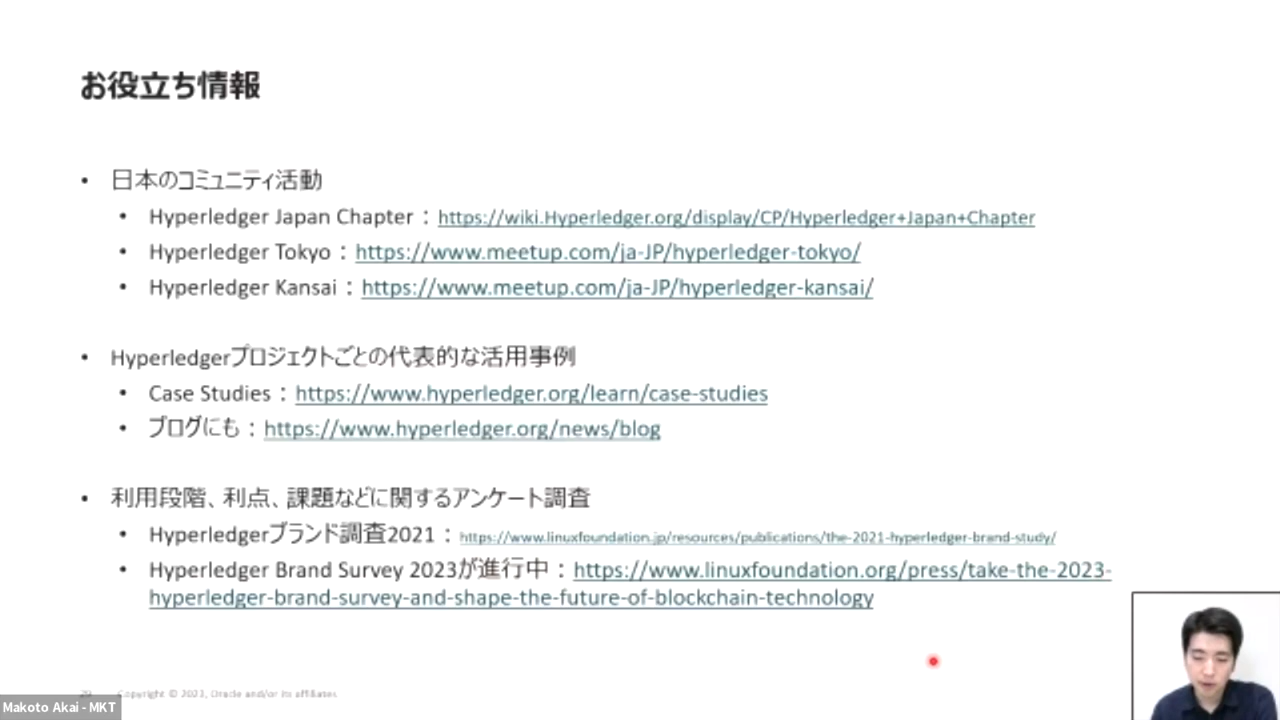 お役立ち情報
• 日本のコミュニティ活動
• Hyperledger Japan Chapter：https://wiki.Hyperledger.org/display/CP/Hyperledger+Japan+Chapter
• Hyperledger Tokyo：https://www.meetup.com/ja-JP/hyperledger-tokyo/
• Hyperledger Kansai：https://www.meetup.com/ja-JP/hyperledger-kansai/
• Hyperledgerプロジェクトごとの代表的な活用事例
• Case Studies：https://www.hyperledger.org/learn/case-studies
• ブログにも：https://www.hyperledger.org/news/blog
• 利用段階、利点、課題などに関するアンケート調査
• Hyperledgerブランド調査2021：https://www.linuxfoundation.jp/resources/publications/the-2021-hyperledger-brand-study/
• Hyperledger Brand Survey 2023が進行中：https://www.linuxfoundation.org/press/take-the-2023-
hyperledger-brand-survey-and-shape-the-future-of-blockchain-technology
Copyright © 2023, Oracle and/or its affiliates
Makoto Akai - MKT